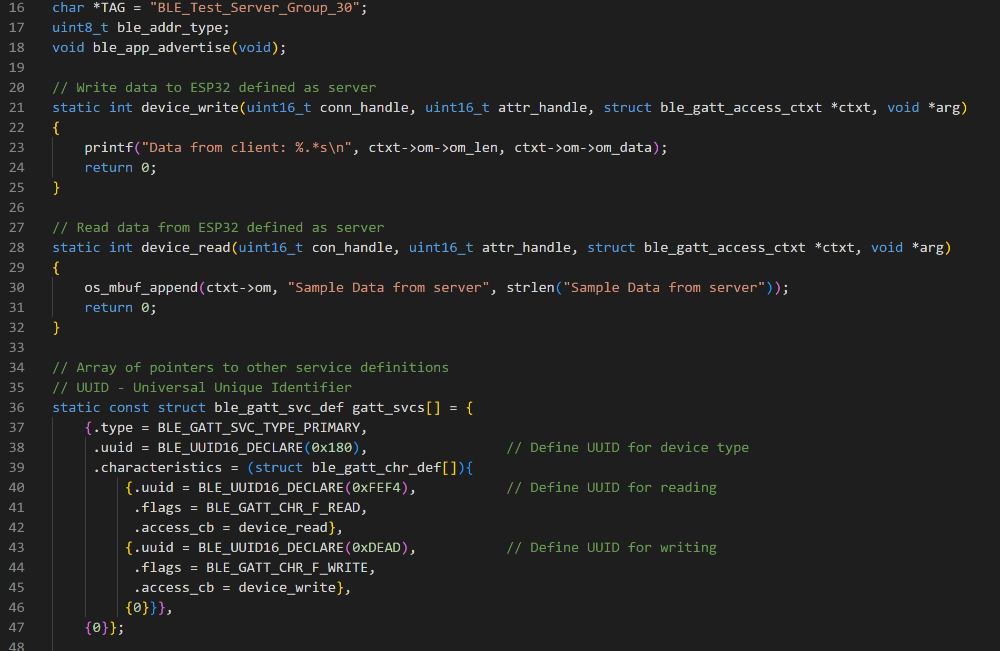 16 char *TAG = "BLE_Test_Server_Group_30";
17 uint8_t ble_addr_type;
18 void ble_app_advertise(void);
19
20 // Write data to ESP32 defined as server
21 static int device_write(uint16_t conn_handle, uint16_t attr_handle, struct ble_gatt_access_ctxt *ctxt, void *arg)
22 {
23     printf("Data from client: %.*s\n", ctxt->om->om_len, ctxt->om->om_data);
24     return 0;
25 }
26
27 // Read data from ESP32 defined as server
28 static int device_read(uint16_t con_handle, uint16_t attr_handle, struct ble_gatt_access_ctxt *ctxt, void *arg)
29 {
30     os_mbuf_append(ctxt->om, "Sample Data from server", strlen("Sample Data from server"));
31     return 0;
32 }
33
34 // Array of pointers to other service definitions
35 // UUID - Universal Unique Identifier
36 static const struct ble_gatt_svc_def gatt_svcs[] = {
37     {.type = BLE_GATT_SVC_TYPE_PRIMARY,
38      .uuid = BLE_UUID16_DECLARE(0x180),                 // Define UUID for device type
39      .characteristics = (struct ble_gatt_chr_def[]){
40          {.uuid = BLE_UUID16_DECLARE(0xFEF4),           // Define UUID for reading
41           .flags = BLE_GATT_CHR_F_READ,
42           .access_cb = device_read},
43          {.uuid = BLE_UUID16_DECLARE(0xDEAD),           // Define UUID for writing
44           .flags = BLE_GATT_CHR_F_WRITE,
45           .access_cb = device_write},
46          {0}}},
47     {0}};
48